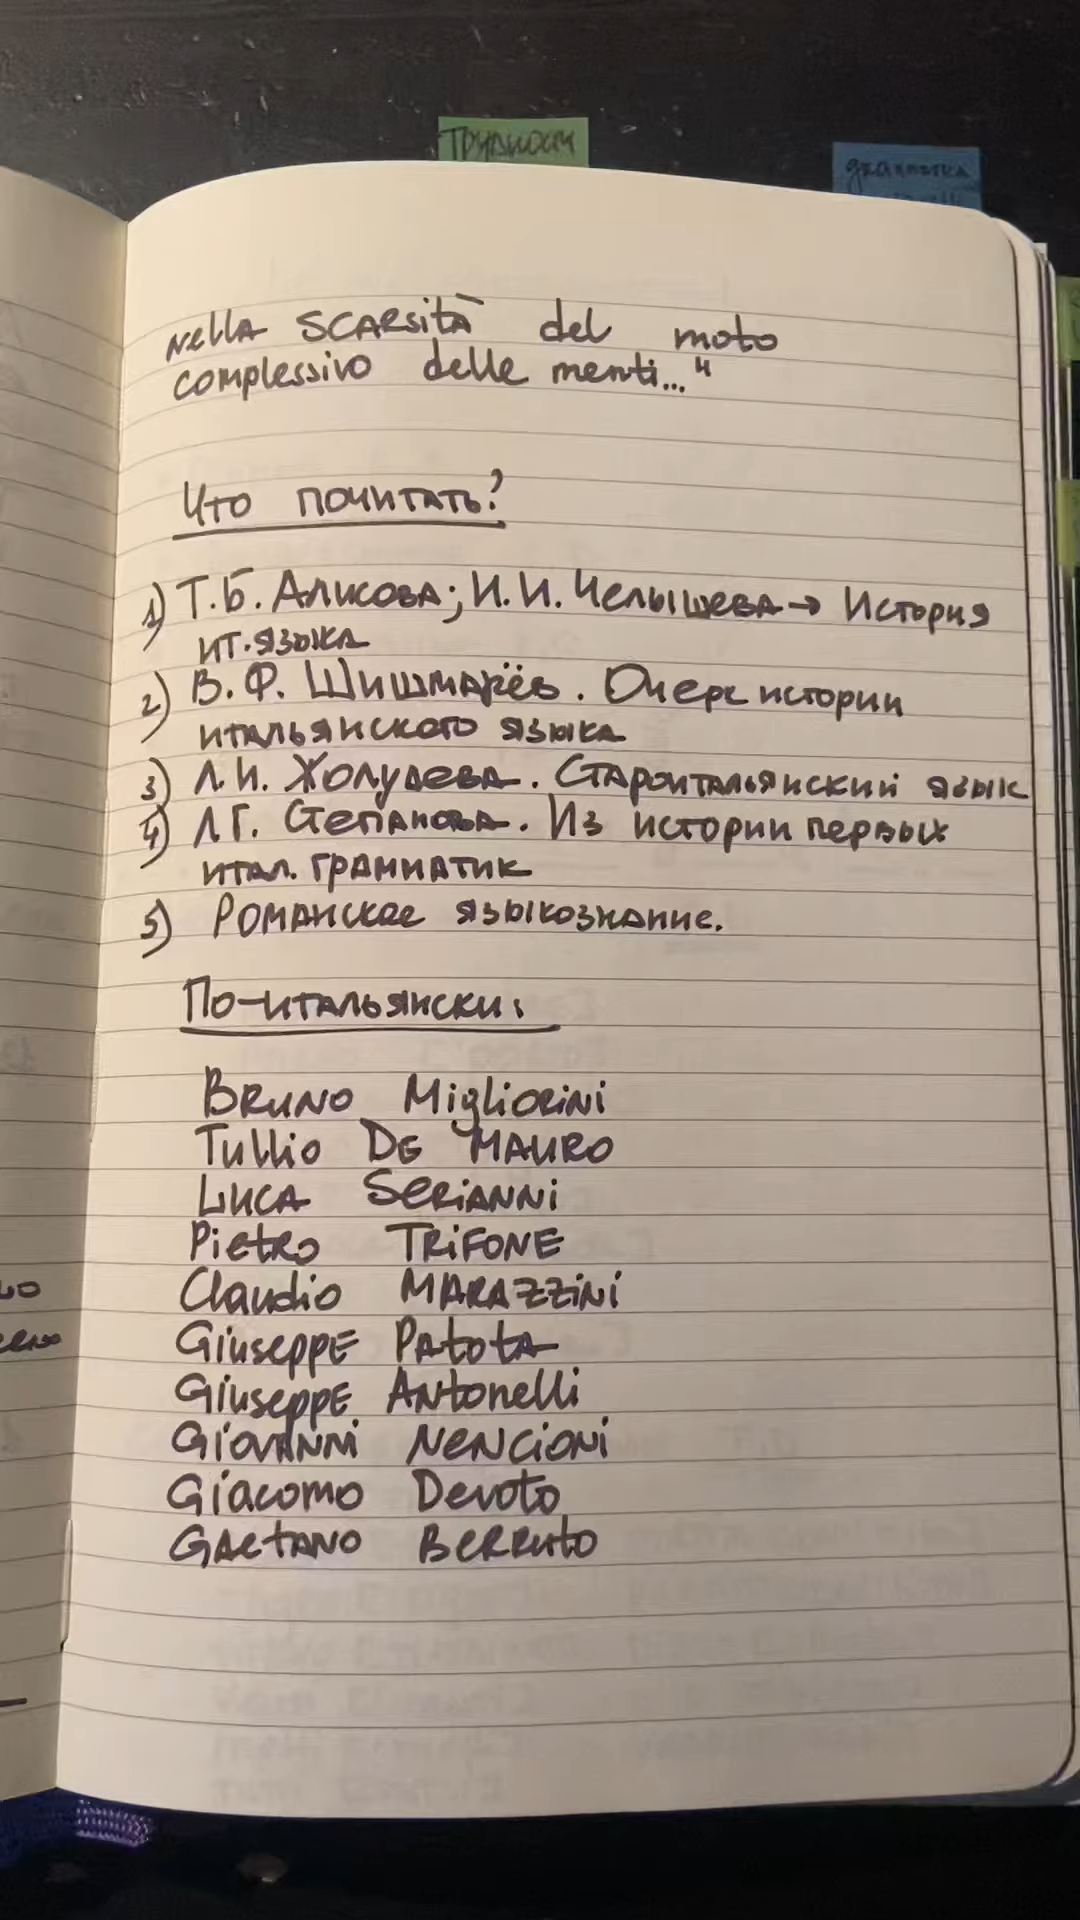 Трудности
grammatica
nella scarsità del moto
complessivo delle menti..."
Что почитать?
1) Т.Б. Алисова; И.И. Челышева → История
ит. языка
2) В.Ф. Шишмарёв. Очерк истории
итальянского языка
3) Л.И. Жолудева. Староитальянский язык
4) Л.Г. Степанова. Из истории первых
итал. грамматик
5) Романское языкознание.
По-итальянски:
Bruno Migliorini
Tullio De Mauro
Luca Serianni
Pietro Trifone
Claudio Marazzini
Giuseppe Patota
Giuseppe Antonelli
Giovanni Nencioni
Giacomo Devoto
Gaetano Berruto